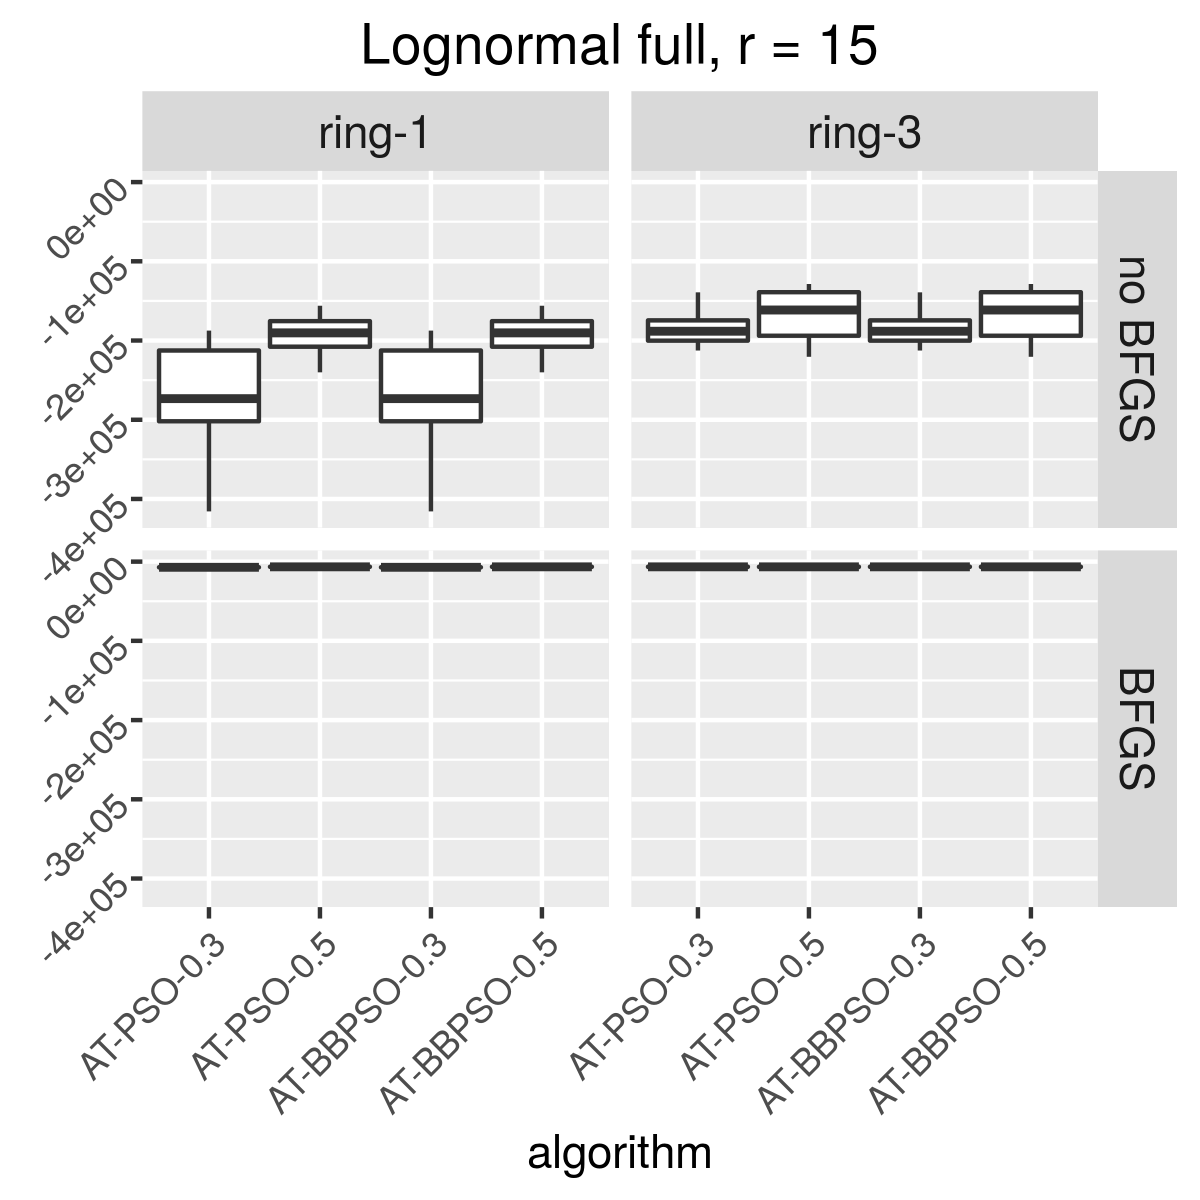 Lognormal full, r = 15
ring-1
ring-3
0e+00
-1e+05
-2e+05
-3e+05
-4e+05
no BFGS
0e+00
-1e+05
-2e+05
-3e+05
-4e+05
BFGS
AT-PSO-0.3
AT-PSO-0.5
AT-BBPSO-0.3
AT-BBPSO-0.5
AT-PSO-0.3
AT-PSO-0.5
AT-BBPSO-0.3
AT-BBPSO-0.5
algorithm